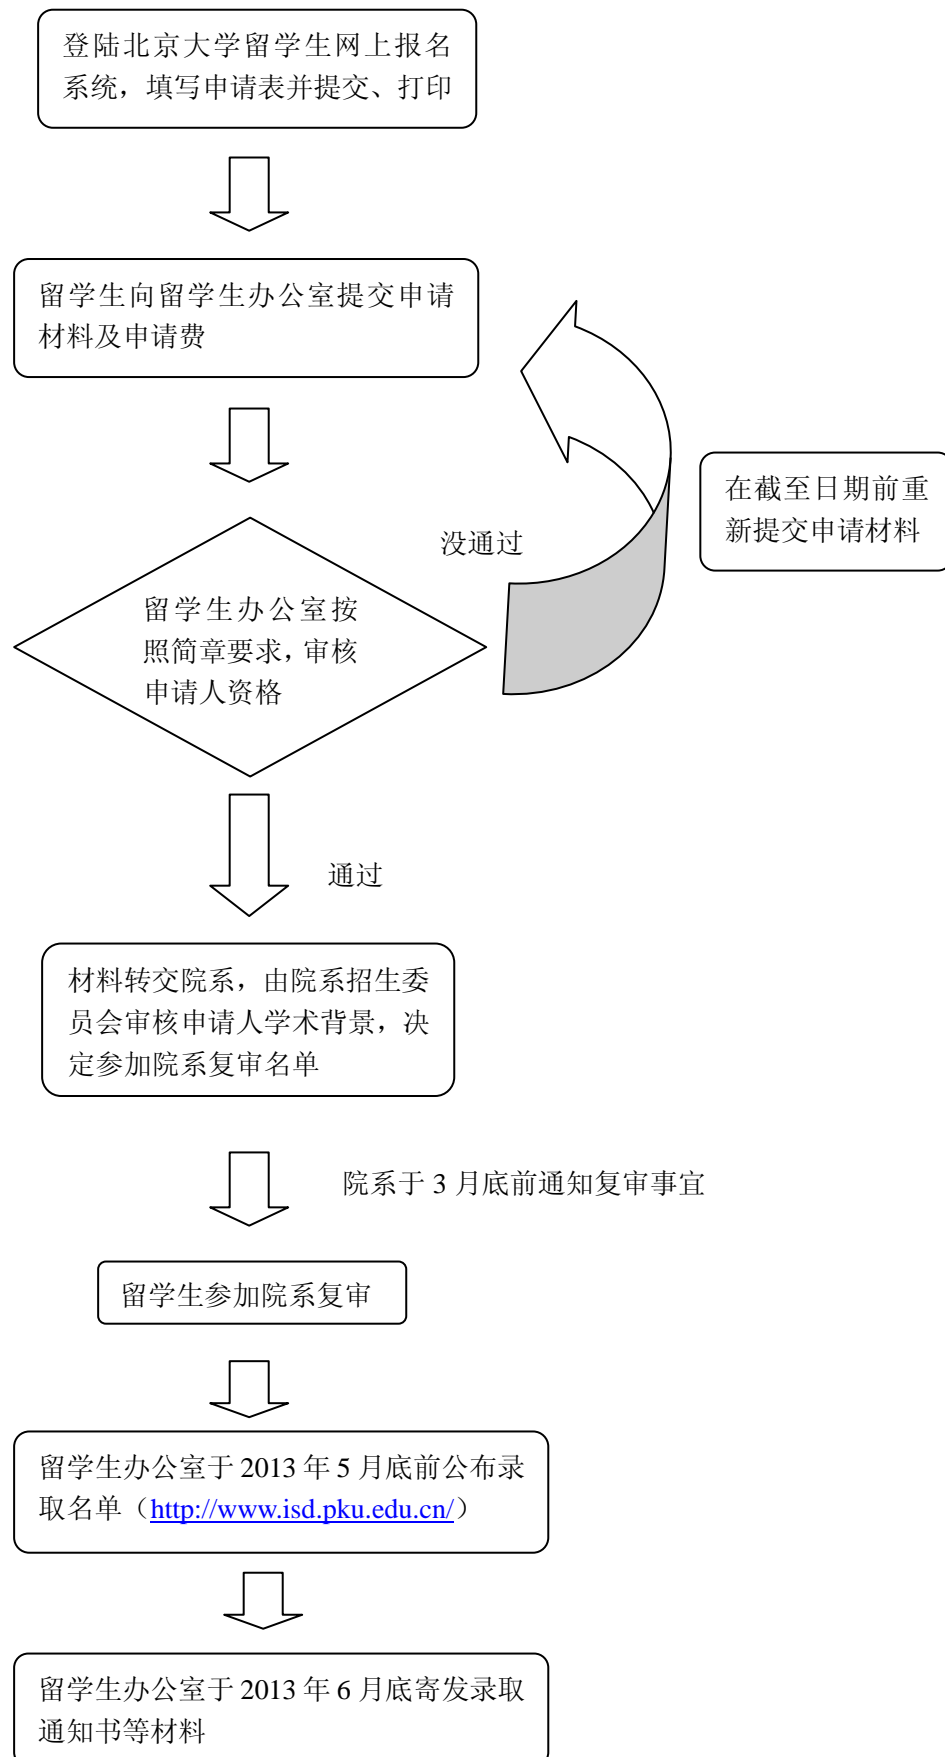 登陆北京大学留学生网上报名
系统，填写申请表并提交、打印
留学生向留学生办公室提交申请
材料及申请费
在截至日期前重
新提交申请材料
没通过
留学生办公室按
照简章要求，审核
申请人资格
通过
材料转交院系，由院系招生委
员会审核申请人学术背景，决
定参加院系复审名单
院系于 3 月底前通知复审事宜
留学生参加院系复审
留学生办公室于 2013 年 5 月底前公布录
取名单（http://www.isd.pku.edu.cn/）
留学生办公室于 2013 年 6 月底寄发录取
通知书等材料